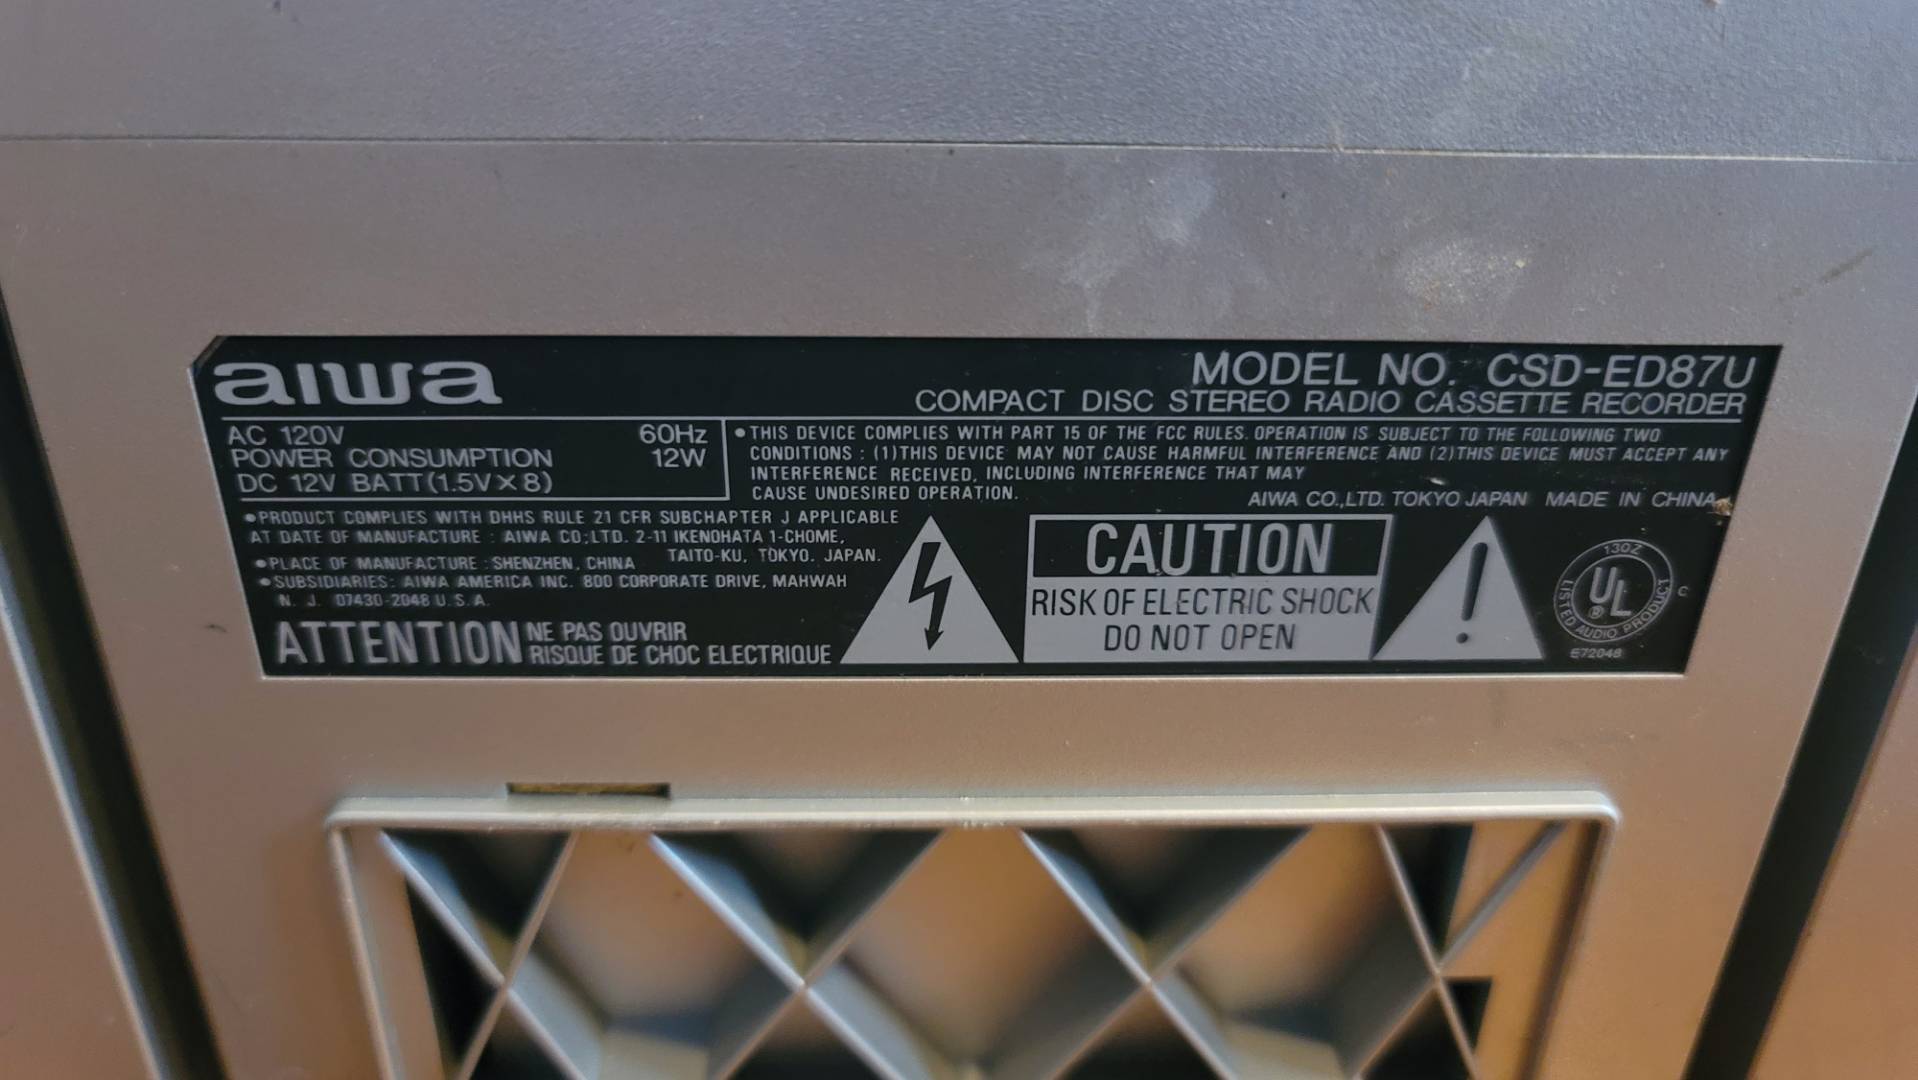 aiwa
MODEL NO. CSD-ED87U
COMPACT DISC STEREO RADIO CASSETTE RECORDER
AC 120V 60Hz
POWER CONSUMPTION 12W
DC 12V BATT(1.5V×8)
•THIS DEVICE COMPLIES WITH PART 15 OF THE FCC RULES. OPERATION IS SUBJECT TO THE FOLLOWING TWO
CONDITIONS : (1)THIS DEVICE MAY NOT CAUSE HARMFUL INTERFERENCE AND (2)THIS DEVICE MUST ACCEPT ANY
INTERFERENCE RECEIVED, INCLUDING INTERFERENCE THAT MAY
CAUSE UNDESIRED OPERATION.
AIWA CO.,LTD. TOKYO JAPAN MADE IN CHINA
•PRODUCT COMPLIES WITH DHHS RULE 21 CFR SUBCHAPTER J APPLICABLE
AT DATE OF MANUFACTURE : AIWA CO;LTD. 2-11 IKENOHATA 1-CHOME,
TAITO-KU, TOKYO. JAPAN.
•PLACE OF MANUFACTURE : SHENZHEN, CHINA
•SUBSIDIARIES: AIWA AMERICA INC. 800 CORPORATE DRIVE, MAHWAH
N. J. 07430-2048 U.S.A.
ATTENTION NE PAS OUVRIR
RISQUE DE CHOC ELECTRIQUE
CAUTION
RISK OF ELECTRIC SHOCK
DO NOT OPEN
130Z
UL
®
LISTED AUDIO PRODUCT
C
E72048